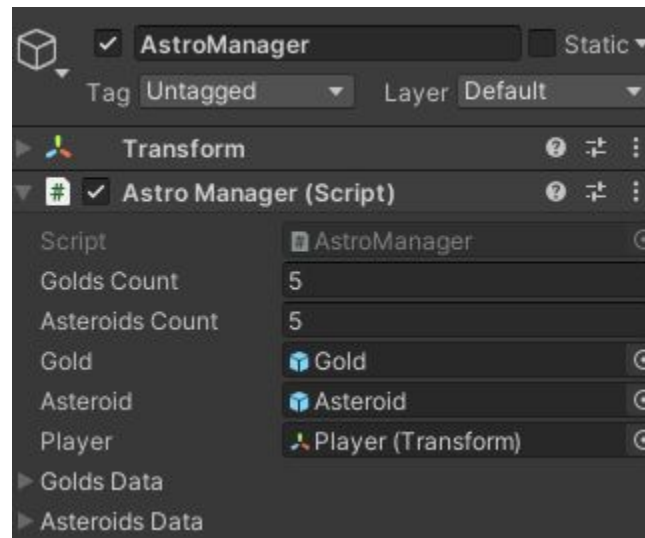 AstroManager Static
Tag Untagged Layer Default
Transform
# Astro Manager (Script)
Script # AstroManager
Golds Count 5
Asteroids Count 5
Gold Gold
Asteroid Asteroid
Player Player (Transform)
Golds Data
Asteroids Data